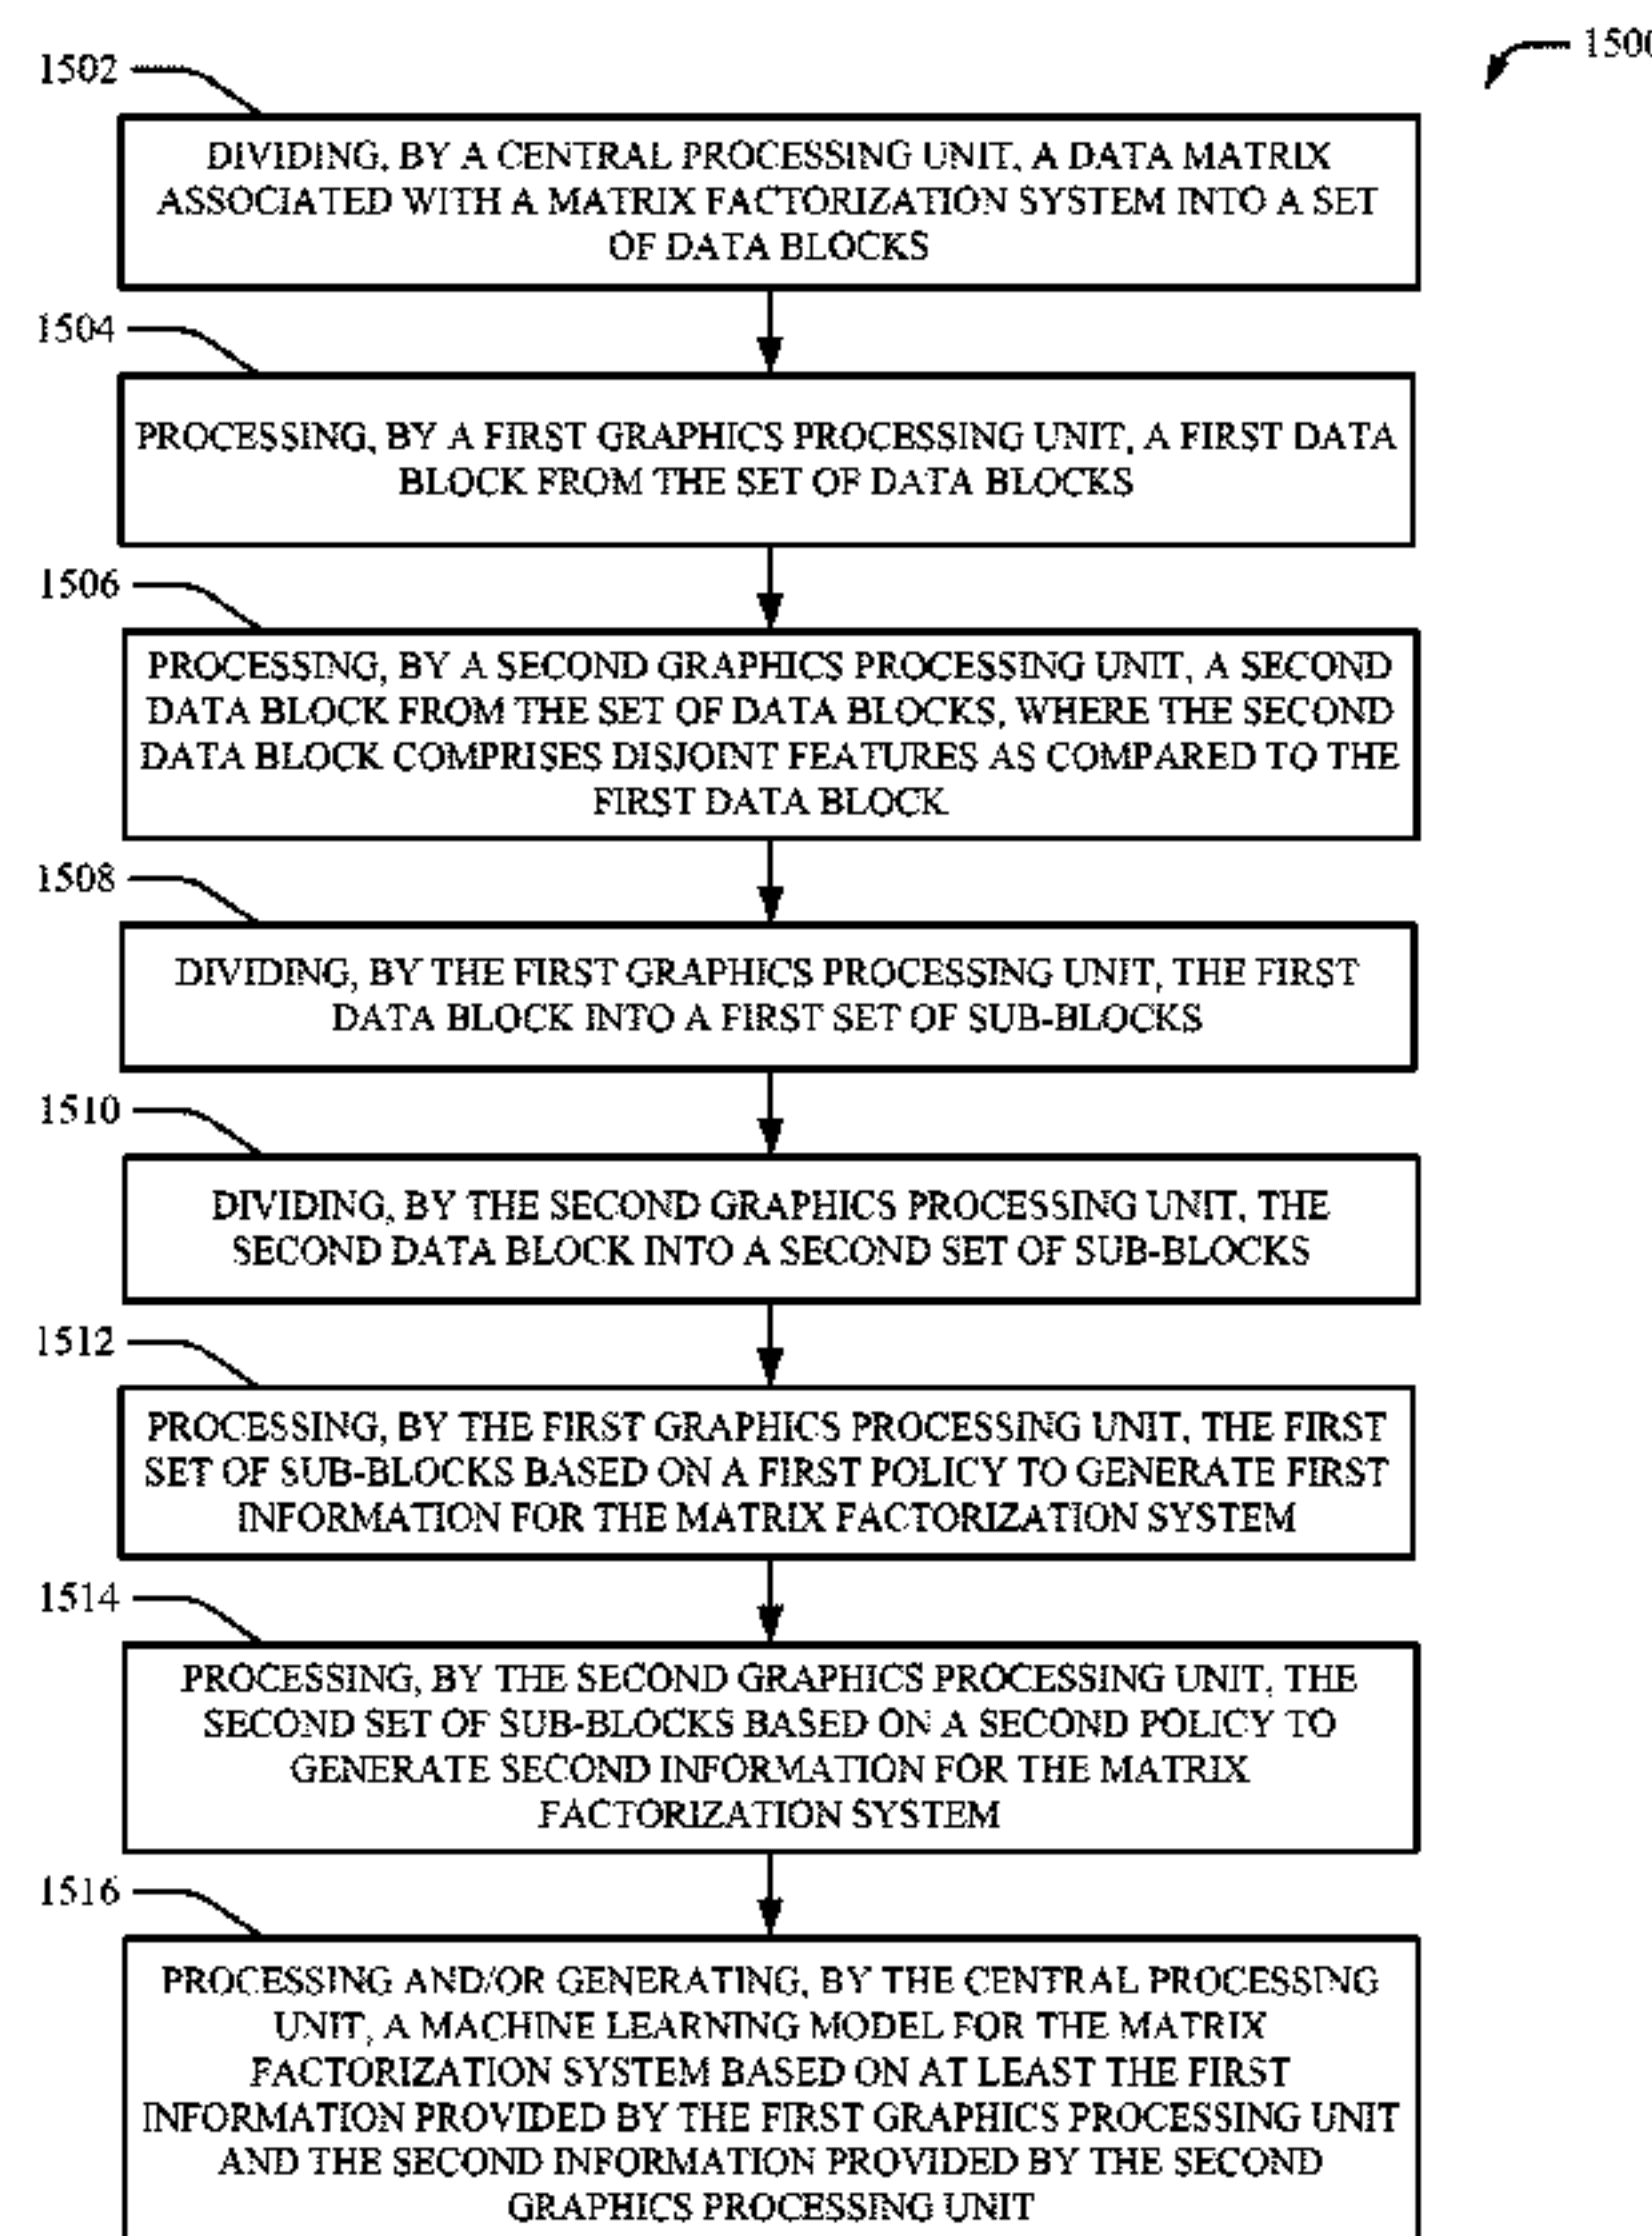 1500
1502
DIVIDING, BY A CENTRAL PROCESSING UNIT, A DATA MATRIX
ASSOCIATED WITH A MATRIX FACTORIZATION SYSTEM INTO A SET
OF DATA BLOCKS
1504
PROCESSING, BY A FIRST GRAPHICS PROCESSING UNIT, A FIRST DATA
BLOCK FROM THE SET OF DATA BLOCKS
1506
PROCESSING, BY A SECOND GRAPHICS PROCESSING UNIT, A SECOND
DATA BLOCK FROM THE SET OF DATA BLOCKS, WHERE THE SECOND
DATA BLOCK COMPRISES DISJOINT FEATURES AS COMPARED TO THE
FIRST DATA BLOCK
1508
DIVIDING, BY THE FIRST GRAPHICS PROCESSING UNIT, THE FIRST
DATA BLOCK INTO A FIRST SET OF SUB-BLOCKS
1510
DIVIDING, BY THE SECOND GRAPHICS PROCESSING UNIT, THE
SECOND DATA BLOCK INTO A SECOND SET OF SUB-BLOCKS
1512
PROCESSING, BY THE FIRST GRAPHICS PROCESSING UNIT, THE FIRST
SET OF SUB-BLOCKS BASED ON A FIRST POLICY TO GENERATE FIRST
INFORMATION FOR THE MATRIX FACTORIZATION SYSTEM
1514
PROCESSING, BY THE SECOND GRAPHICS PROCESSING UNIT, THE
SECOND SET OF SUB-BLOCKS BASED ON A SECOND POLICY TO
GENERATE SECOND INFORMATION FOR THE MATRIX
FACTORIZATION SYSTEM
1516
PROCESSING AND/OR GENERATING, BY THE CENTRAL PROCESSING
UNIT, A MACHINE LEARNING MODEL FOR THE MATRIX
FACTORIZATION SYSTEM BASED ON AT LEAST THE FIRST
INFORMATION PROVIDED BY THE FIRST GRAPHICS PROCESSING UNIT
AND THE SECOND INFORMATION PROVIDED BY THE SECOND
GRAPHICS PROCESSING UNIT